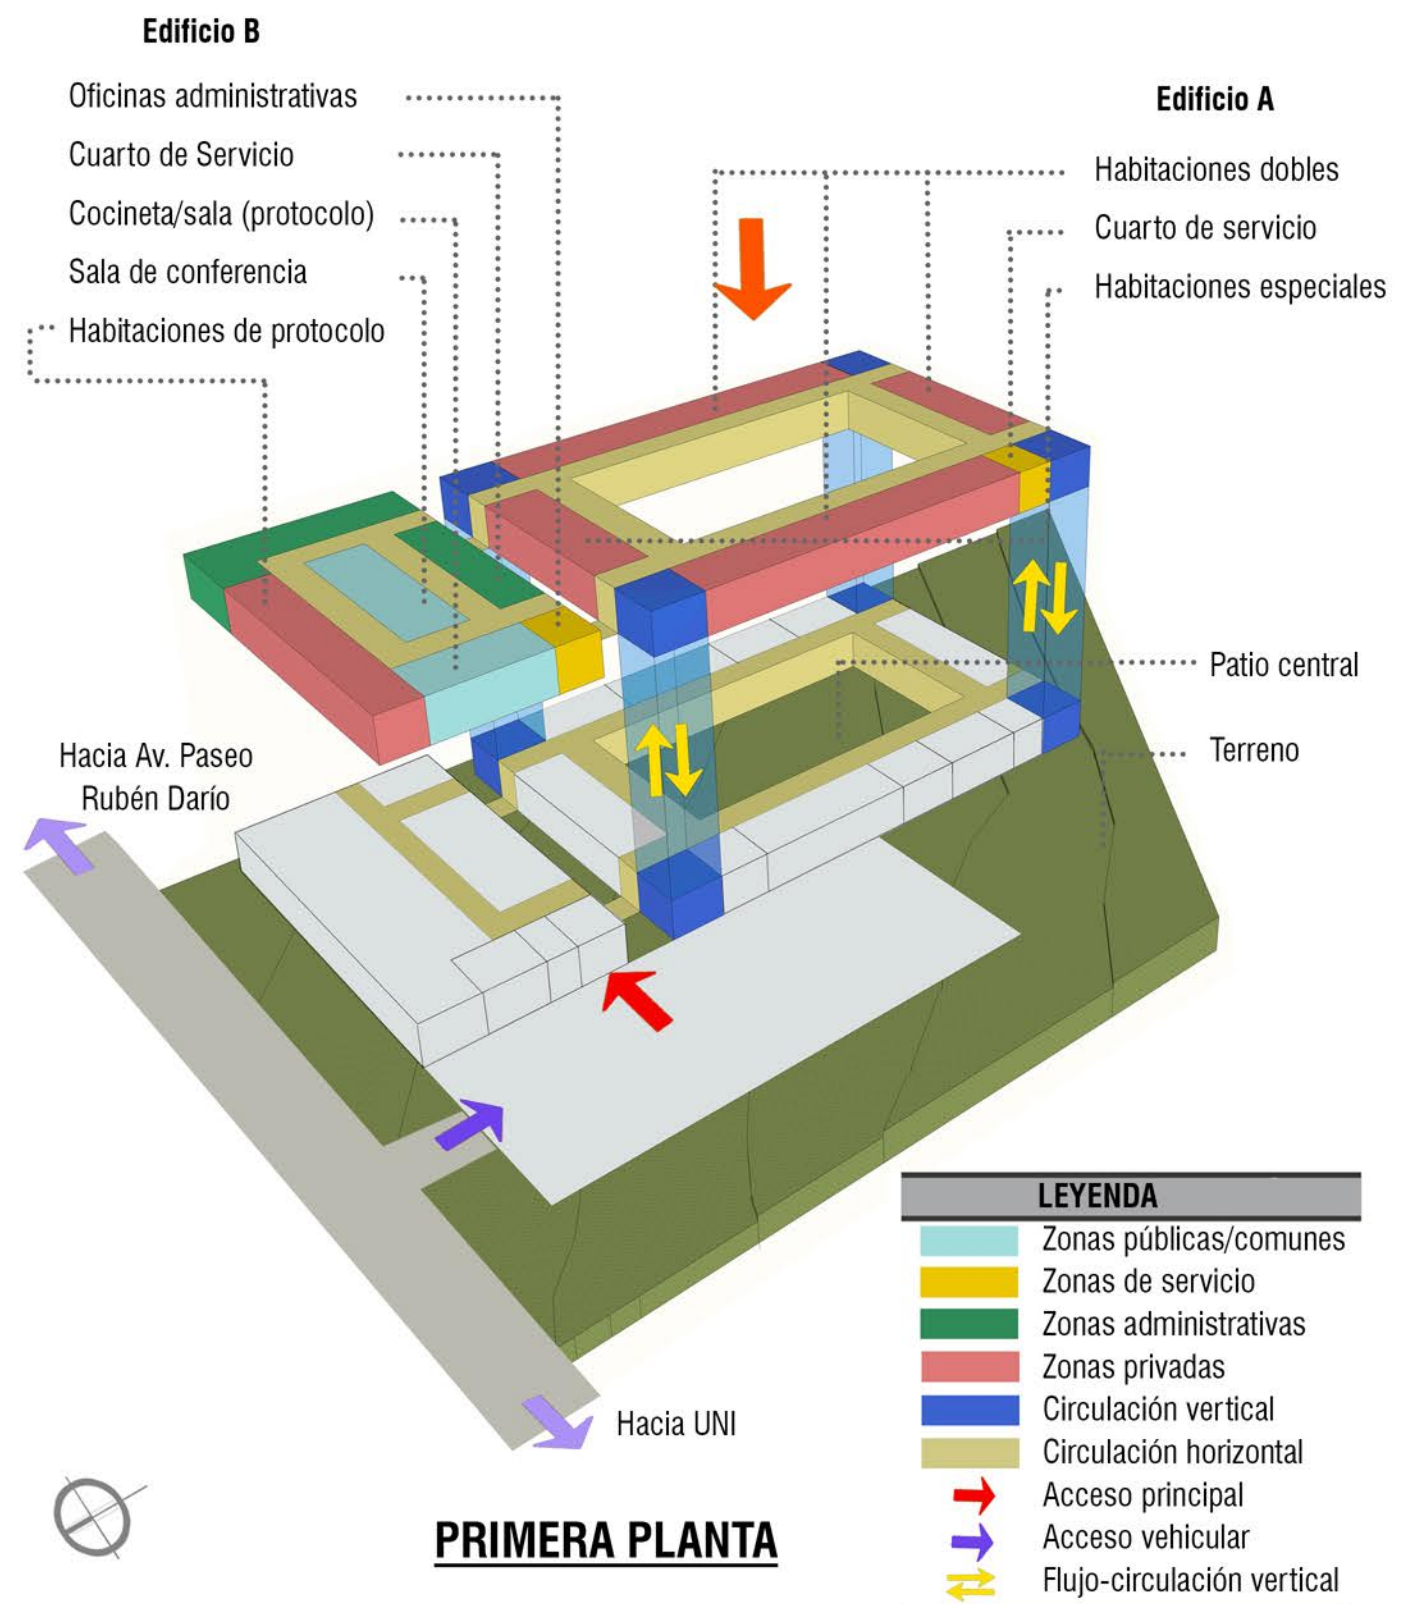 Edificio B
Oficinas administrativas
Cuarto de Servicio
Cocineta/sala (protocolo)
Sala de conferencia
Habitaciones de protocolo
Edificio A
Habitaciones dobles
Cuarto de servicio
Habitaciones especiales
Patio central
Terreno
Hacia Av. Paseo
Rubén Darío
Hacia UNI
PRIMERA PLANTA
LEYENDA
Zonas públicas/comunes
Zonas de servicio
Zonas administrativas
Zonas privadas
Circulación vertical
Circulación horizontal
Acceso principal
Acceso vehicular
Flujo-circulación vertical